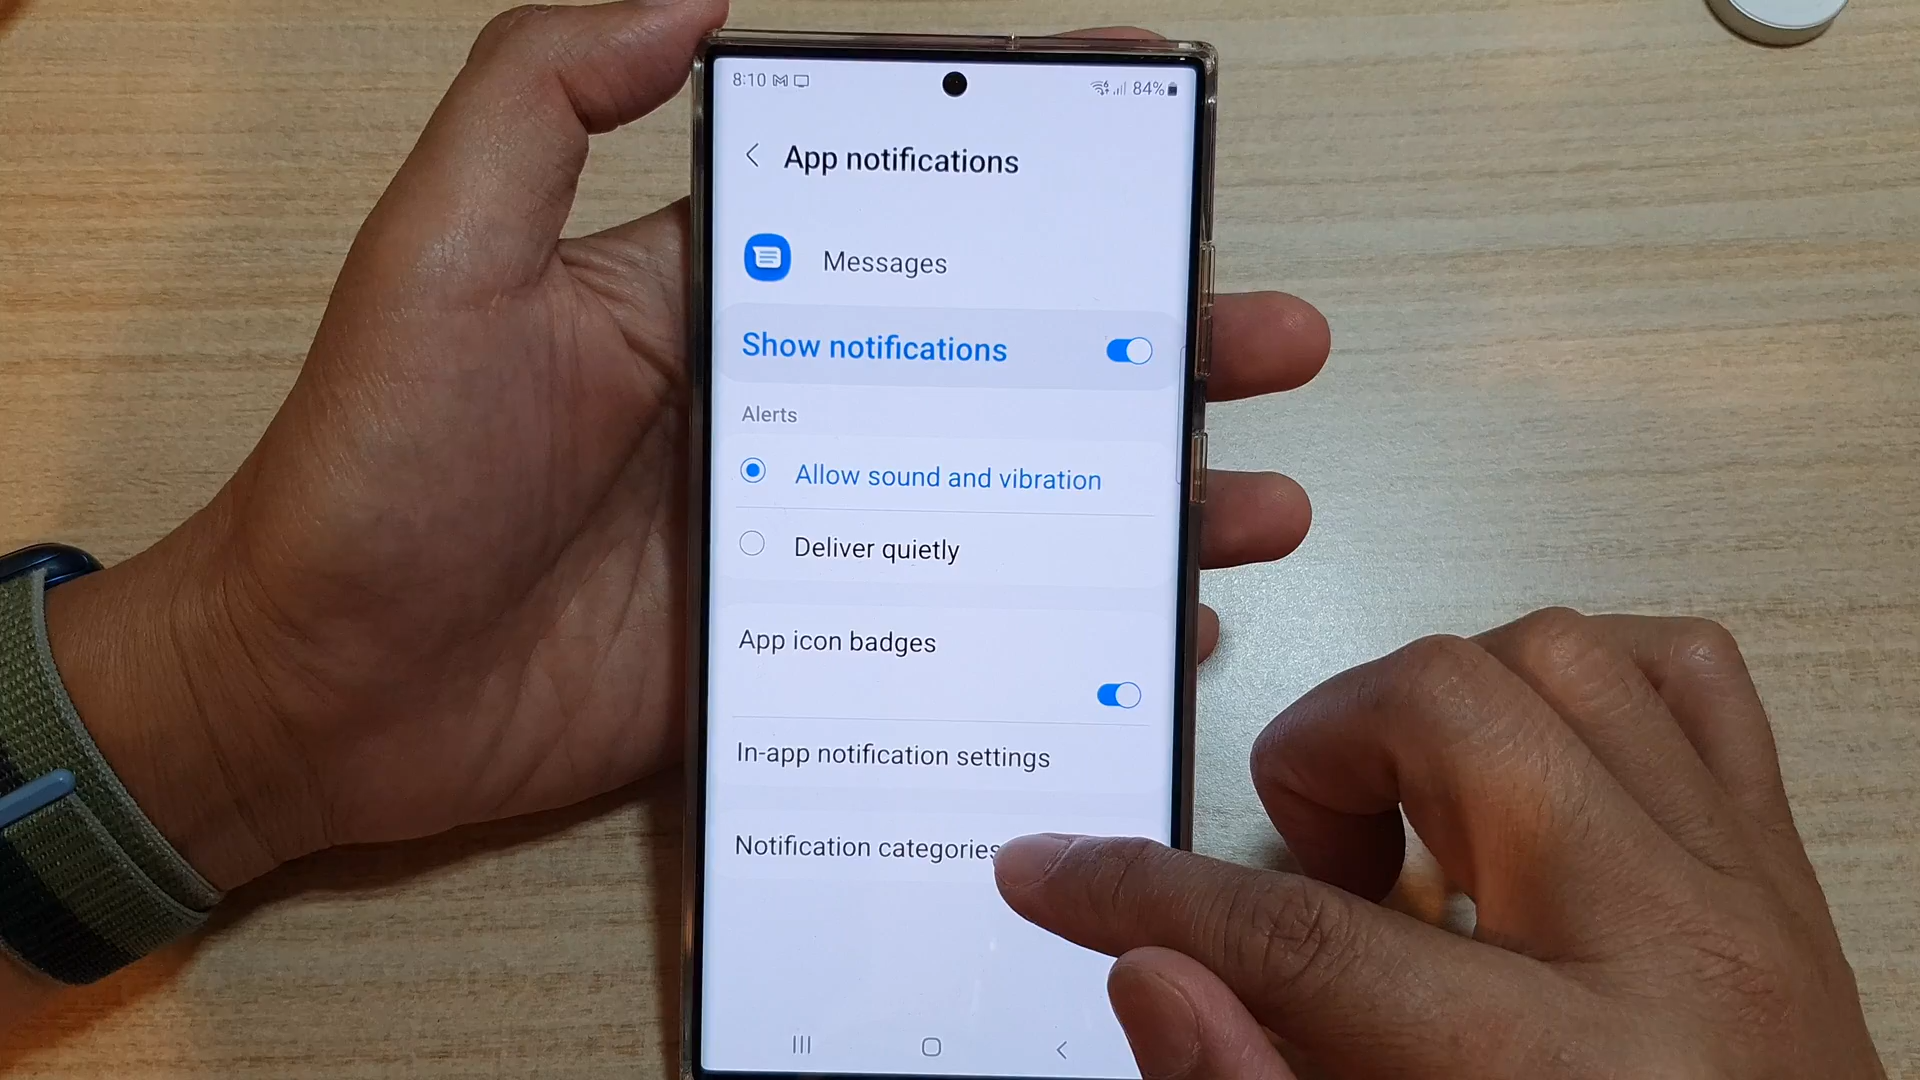 8:10 84%
App notifications
Messages
Show notifications
Alerts
Allow sound and vibration
Deliver quietly
App icon badges
In-app notification settings
Notification categories